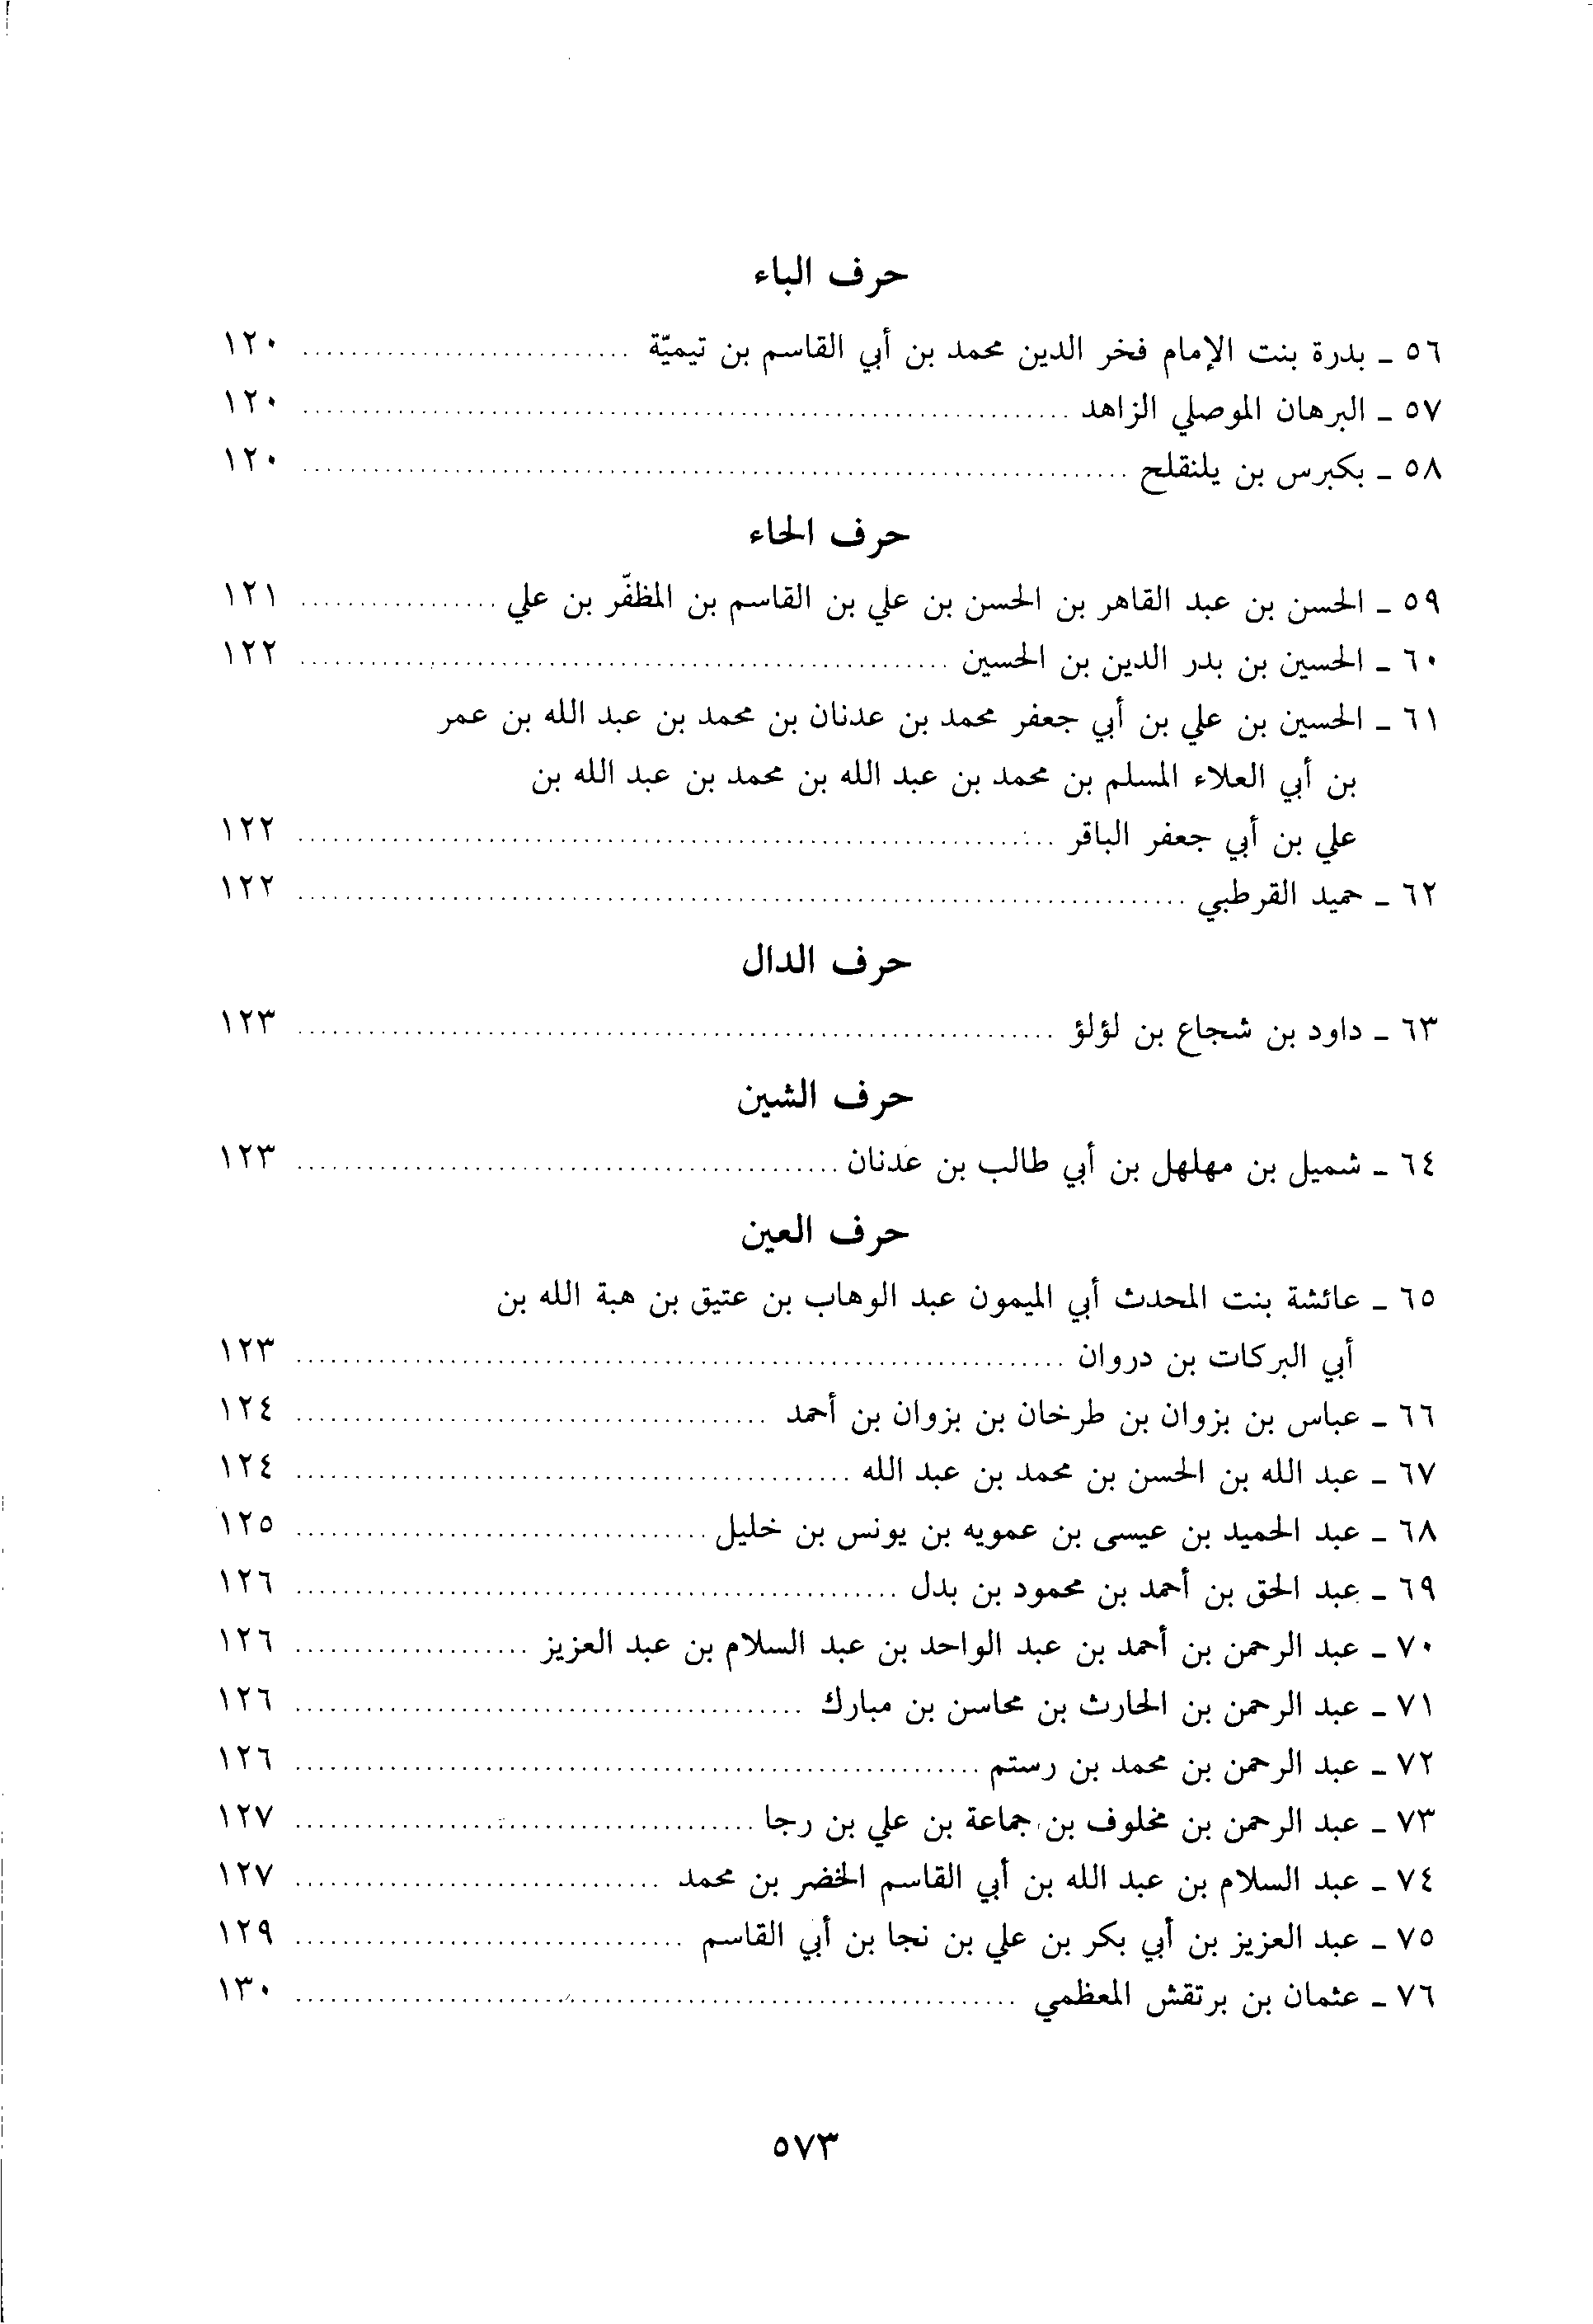 حرف الباء
٥٦ - بدرة بنت الإمام فخر الدين محمد بن أبي القاسم بن تيميّة ........ ١٢٠
٥٧ - البرهان الموصلي الزاهد ........ ١٢٠
٥٨ - بكبرس بن يلنقلح ........ ١٢٠
حرف الحاء
٥٩ - الحسن بن عبد القاهر بن الحسن بن علي بن القاسم بن المظفّر بن علي ........ ١٢١
٦٠ - الحسين بن بدر الدين بن الحسين ........ ١٢٢
٦١ - الحسين بن علي بن أبي جعفر محمد بن عدنان بن محمد بن عبد الله بن عمر
بن أبي العلاء المسلم بن محمد بن عبد الله بن محمد بن عبد الله بن
علي بن أبي جعفر الباقر ........ ١٢٢
٦٢ - حميد القرطبي ........ ١٢٢
حرف الدال
٦٣ - داود بن شجاع بن لؤلؤ ........ ١٢٣
حرف الشين
٦٤ - شميل بن مهلهل بن أبي طالب بن عدنان ........ ١٢٣
حرف العين
٦٥ - عائشة بنت المحدث أبي الميمون عبد الوهاب بن عتيق بن هبة الله بن
أبي البركات بن دروان ........ ١٢٣
٦٦ - عباس بن بزوان بن طرخان بن بزوان بن أحمد ........ ١٢٤
٦٧ - عبد الله بن الحسن بن محمد بن عبد الله ........ ١٢٤
٦٨ - عبد الحميد بن عيسى بن عمويه بن يونس بن خليل ........ ١٢٥
٦٩ - عبد الحق بن أحمد بن محمود بن بدل ........ ١٢٦
٧٠ - عبد الرحمن بن أحمد بن عبد الواحد بن عبد السلام بن عبد العزيز ........ ١٢٦
٧١ - عبد الرحمن بن الحارث بن محاسن بن مبارك ........ ١٢٦
٧٢ - عبد الرحمن بن محمد بن رستم ........ ١٢٦
٧٣ - عبد الرحمن بن مخلوف بن جماعة بن علي بن رجا ........ ١٢٧
٧٤ - عبد السلام بن عبد الله بن أبي القاسم الخضر بن محمد ........ ١٢٧
٧٥ - عبد العزيز بن أبي بكر بن علي بن نجا بن أبي القاسم ........ ١٢٩
٧٦ - عثمان بن برتقش المعظمي ........ ١٣٠
٥٧٣